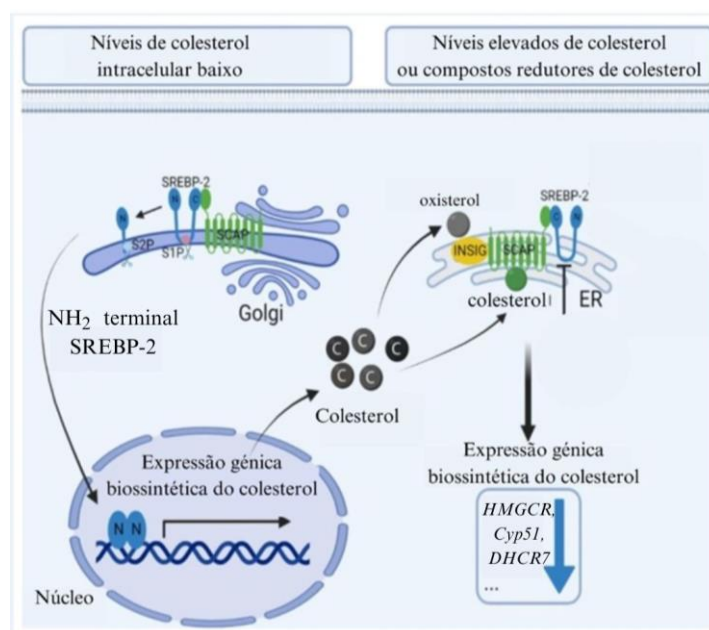 Níveis de colesterol
intracelular baixo
Níveis elevados de colesterol
ou compostos redutores de colesterol
SREBP-2
N
N
C
SCAP
S2P
S1P
Golgi
NH₂ terminal
SREBP-2
oxisterol
SREBP-2
C
N
INSIG
SCAP
colesterol
ER
C
C
C
C
C
Colesterol
Expressão génica
biossintética do colesterol
N N
Núcleo
Expressão génica
biossintética do colesterol
HMGCR,
Cyp51,
DHCR7
...